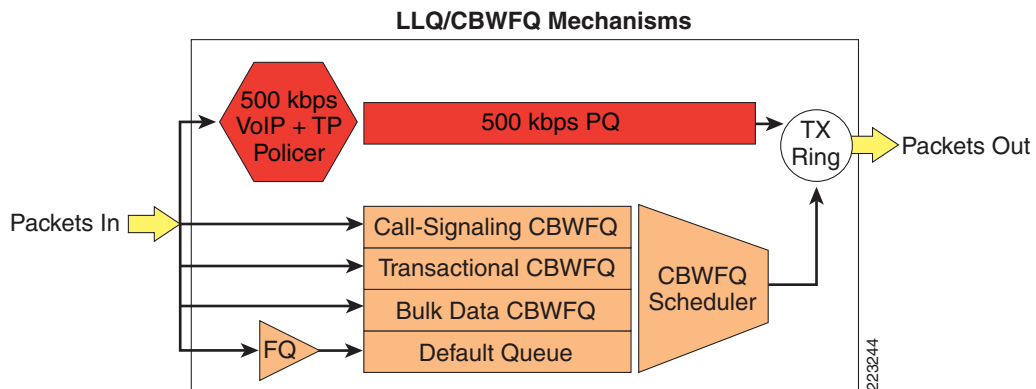 LLQ/CBWFQ Mechanisms
500 kbps
VoIP + TP
Policer
500 kbps PQ
TX
Ring
Packets Out
Packets In
Call-Signaling CBWFQ
Transactional CBWFQ
Bulk Data CBWFQ
FQ
Default Queue
CBWFQ
Scheduler
223244